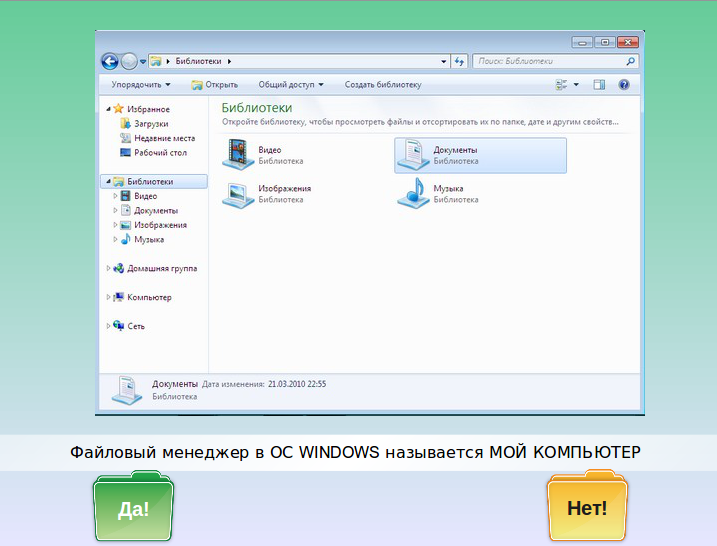 Библиотеки
Поиск: Библиотеки
Упорядочить Открыть Общий доступ Создать библиотеку
Избранное
Загрузки
Недавние места
Рабочий стол
Библиотеки
Видео
Документы
Изображения
Музыка
Домашняя группа
Компьютер
Сеть
Библиотеки
Откройте библиотеку, чтобы просмотреть файлы и отсортировать их по папке, дате и другим свойств...
Видео
Библиотека
Документы
Библиотека
Изображения
Библиотека
Музыка
Библиотека
Документы Дата изменения: 21.03.2010 22:55
Библиотека
Файловый менеджер в ОС WINDOWS называется МОЙ КОМПЬЮТЕР
Да!
Нет!